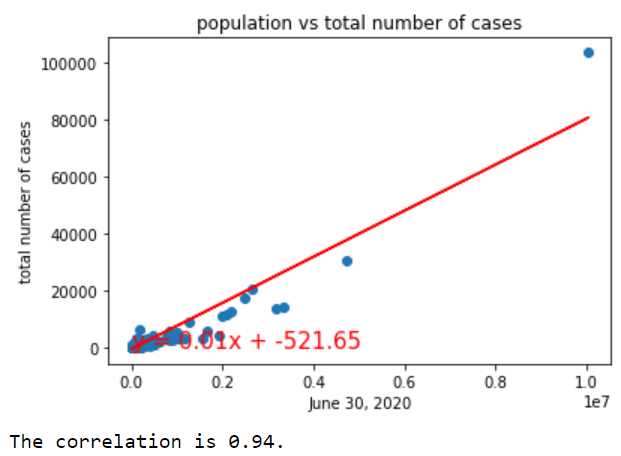 population vs total number of cases
100000
80000
60000
40000
20000
0
total number of cases
y = 0.01x + -521.65
0.0 0.2 0.4 0.6 0.8 1.0
1e7
June 30, 2020
The correlation is 0.94.